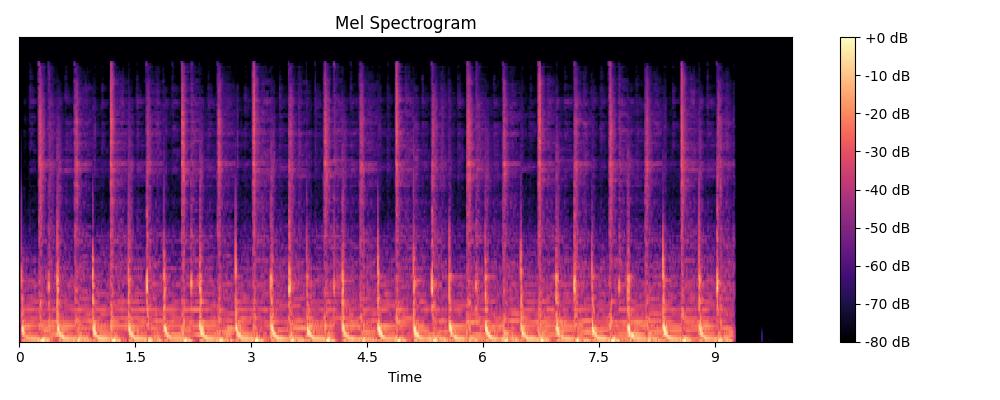 Mel Spectrogram
+0 dB
-10 dB
-20 dB
-30 dB
-40 dB
-50 dB
-60 dB
-70 dB
-80 dB
0 1.5 3 4.5 6 7.5 9
Time